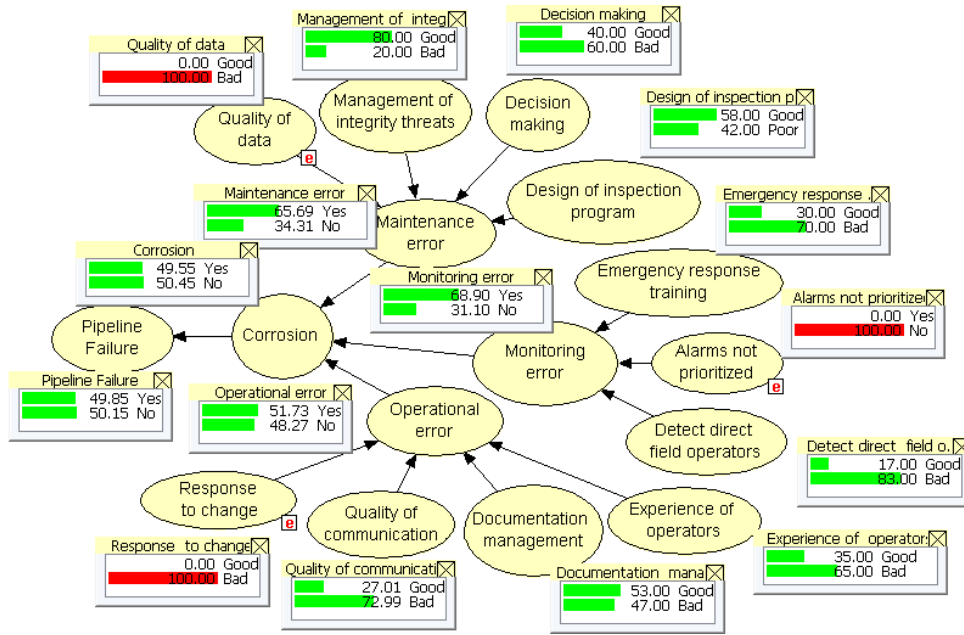 Management of integ
80.00 Good
20.00 Bad
Decision making
40.00 Good
60.00 Bad
Quality of data
0.00 Good
100.00 Bad
Design of inspection p
58.00 Good
42.00 Poor
Quality of
data
e
Management of
integrity threats
Decision
making
Design of inspection
program
Maintenance error
65.69 Yes
34.31 No
Maintenance
error
Emergency response .
30.00 Good
70.00 Bad
Corrosion
49.55 Yes
50.45 No
Monitoring error
68.90 Yes
31.10 No
Emergency response
training
Alarms not prioritized
0.00 Yes
100.00 No
Pipeline
Failure
Corrosion
Monitoring
error
Alarms not
prioritized
e
Pipeline Failure
49.85 Yes
50.15 No
Operational error
51.73 Yes
48.27 No
Operational
error
Detect direct
field operators
Detect direct field o..
17.00 Good
83.00 Bad
Response
to change
e
Quality of
communication
Documentation
management
Experience of
operators
Response to change
0.00 Good
100.00 Bad
Quality of communicati
27.01 Good
72.99 Bad
Documentation mana
53.00 Good
47.00 Bad
Experience of operators
35.00 Good
65.00 Bad